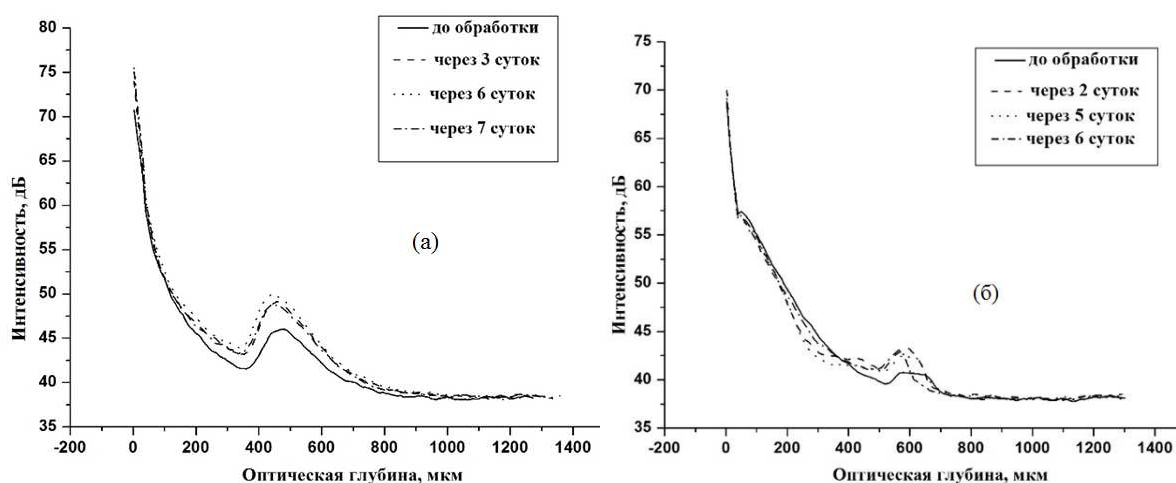 80
75
70
65
60
55
50
45
40
35
-200
0
200
400
600
800
1000
1200
1400
Интенсивность, дБ
Оптическая глубина, мкм
до обработки
через 3 суток
через 6 суток
через 7 суток
(а)
75
70
65
60
55
50
45
40
35
-200
0
200
400
600
800
1000
1200
1400
Интенсивность, дБ
Оптическая глубина, мкм
до обработки
через 2 суток
через 5 суток
через 6 суток
(б)